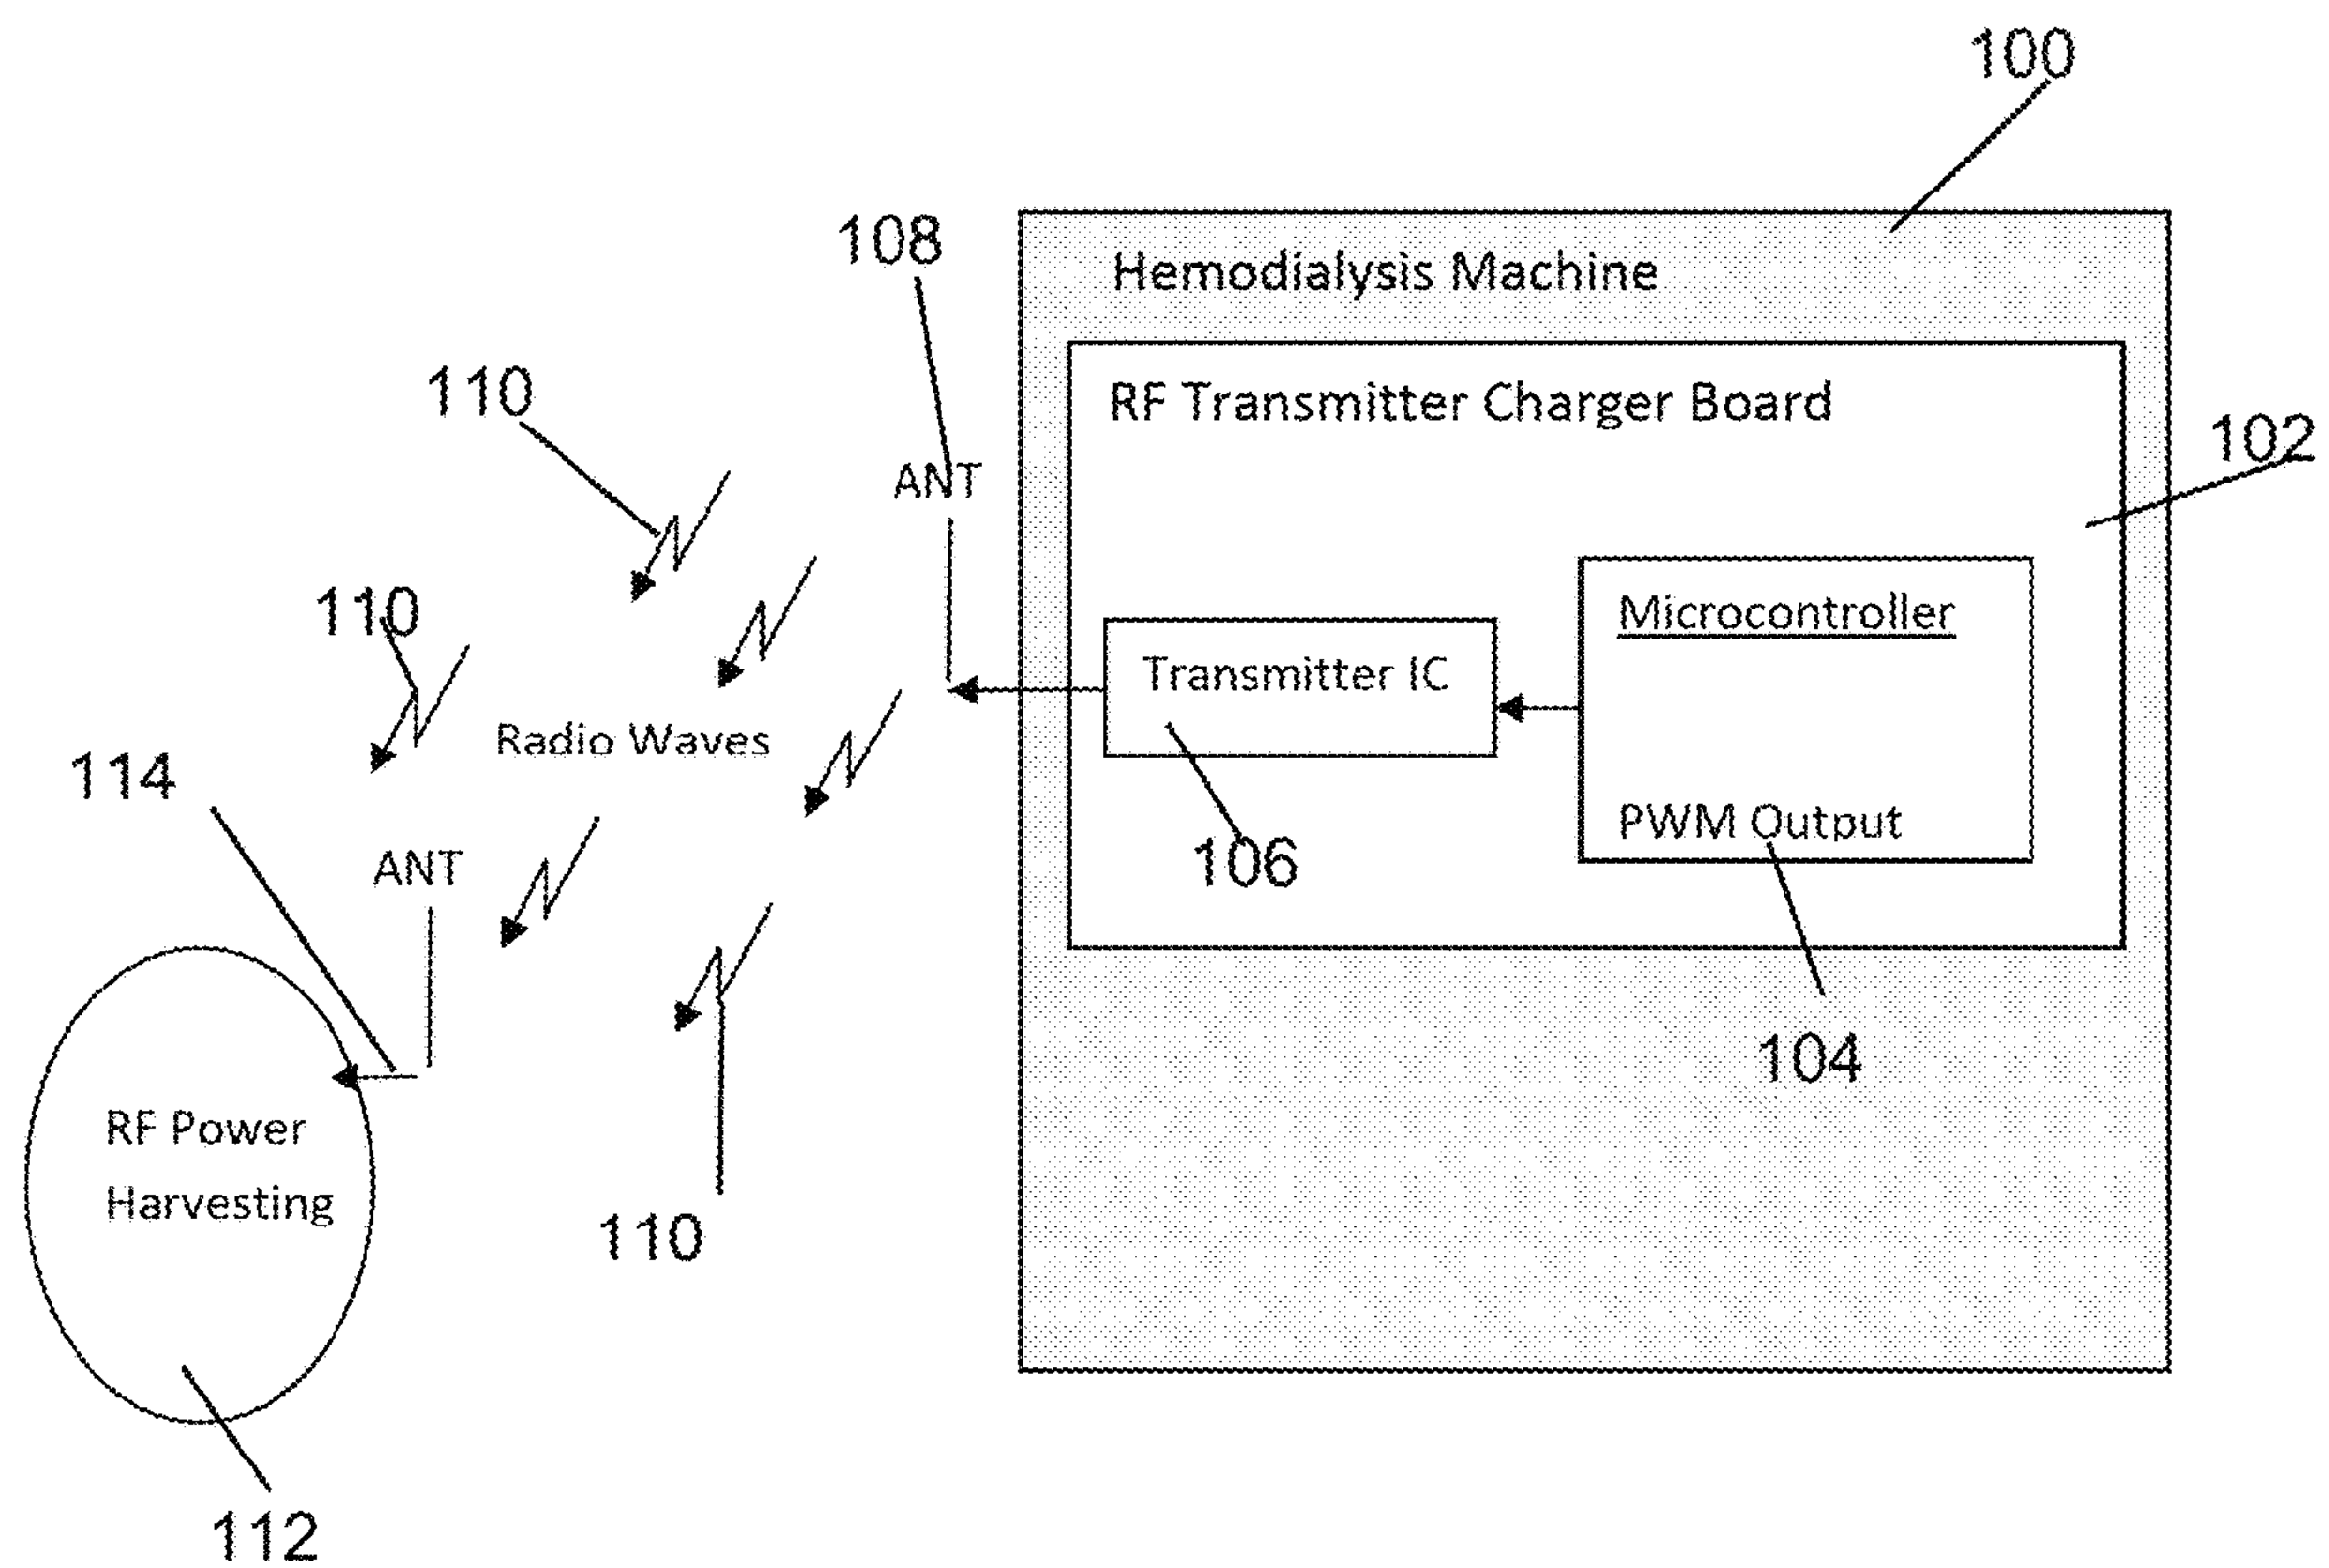 100
108
Hemodialysis Machine
110
RF Transmitter Charger Board
102
ANT
110
Microcontroller
Transmitter IC
Radio Waves
114
PWM Output
106
ANT
104
RF Power
Harvesting
110
112